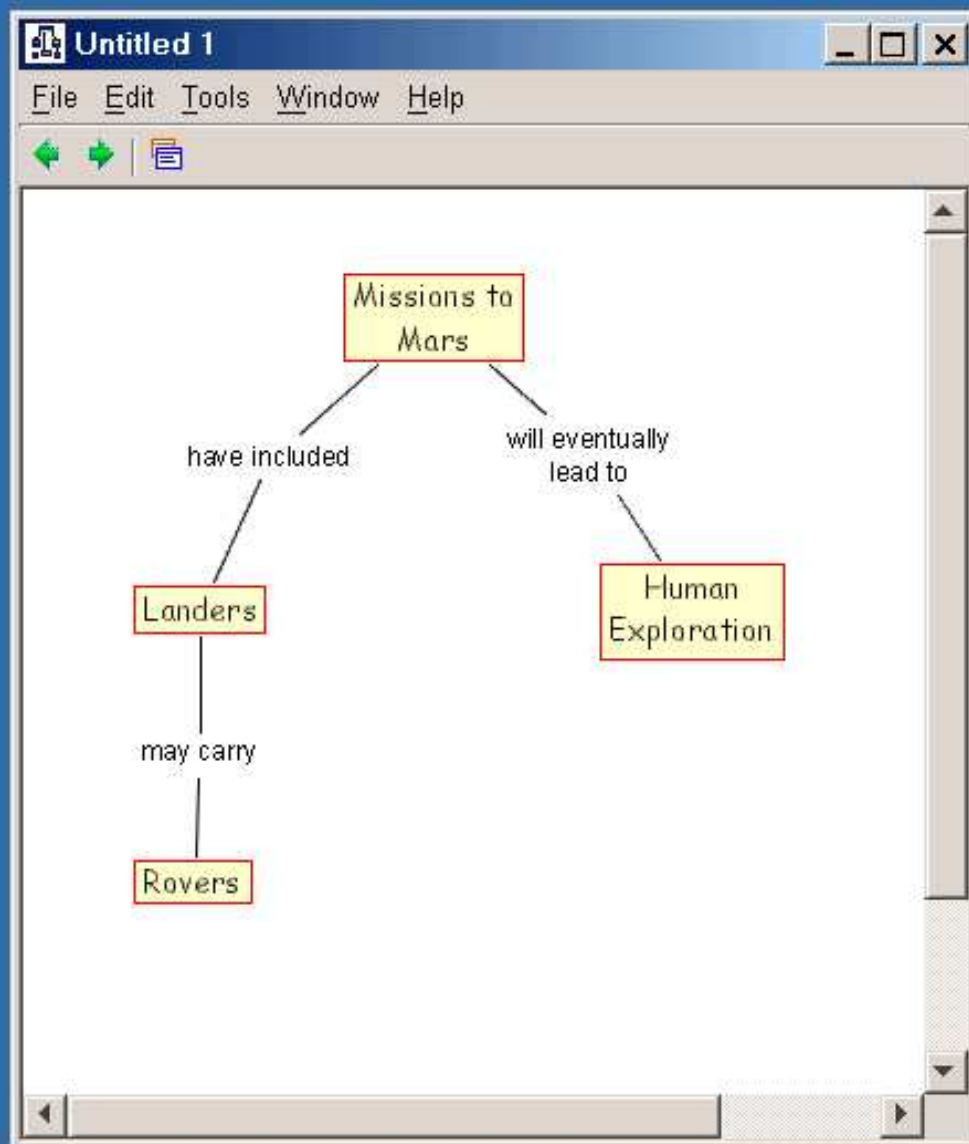 Untitled 1
File Edit Tools Window Help
Missions to
Mars
have included
will eventually
lead to
Landers
Human
Exploration
may carry
Rovers